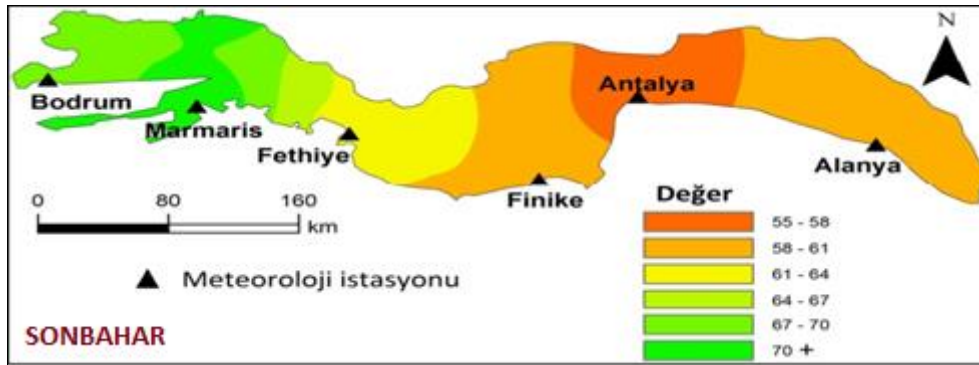 N
Bodrum
Marmaris
Fethiye
Finike
Antalya
Alanya
0 80 160
km
Meteoroloji istasyonu
SONBAHAR
Değer
55 - 58
58 - 61
61 - 64
64 - 67
67 - 70
70 +